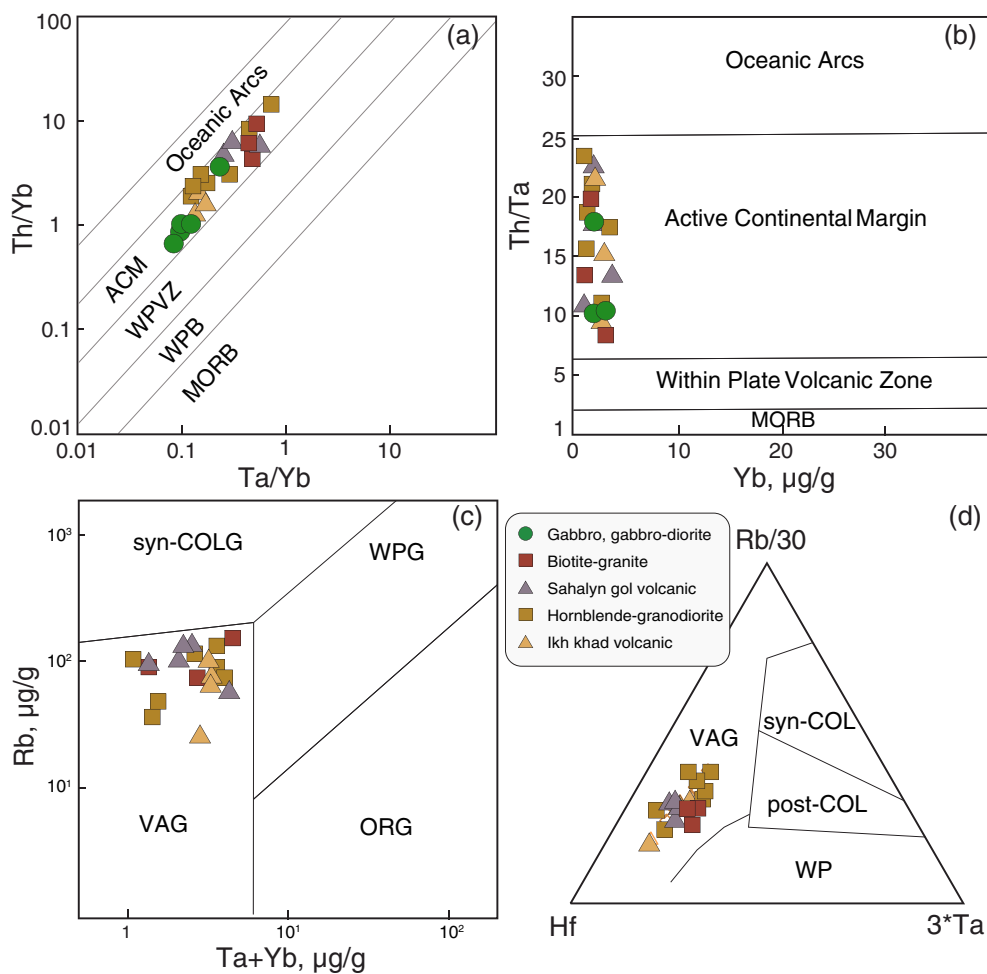 (a)
100
10
1
0.1
0.01
Th/Yb
Oceanic Arcs
ACM
WPVZ
WPB
MORB
0.01
0.1
1
10
Ta/Yb
(b)
30
25
20
15
10
5
1
Th/Ta
Oceanic Arcs
Active Continental Margin
Within Plate Volcanic Zone
MORB
0
10
20
30
Yb, µg/g
(c)
10³
10²
10¹
Rb, µg/g
syn-COLG
WPG
VAG
ORG
1
10¹
10²
Ta+Yb, µg/g
Gabbro, gabbro-diorite
Biotite-granite
Sahalyn gol volcanic
Hornblende-granodiorite
Ikh khad volcanic
(d)
Rb/30
VAG
syn-COL
post-COL
WP
Hf
3*Ta